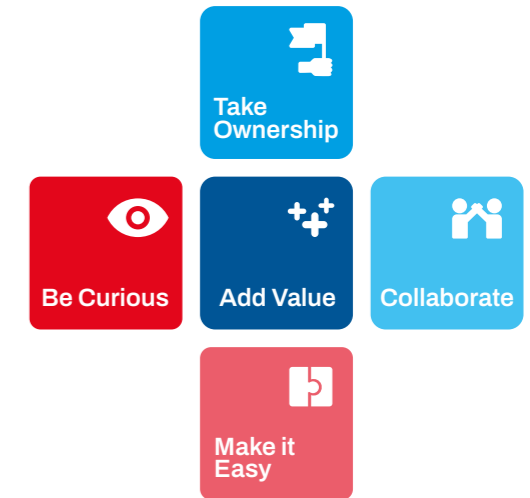 Take
Ownership
Be Curious
Add Value
Collaborate
Make it
Easy